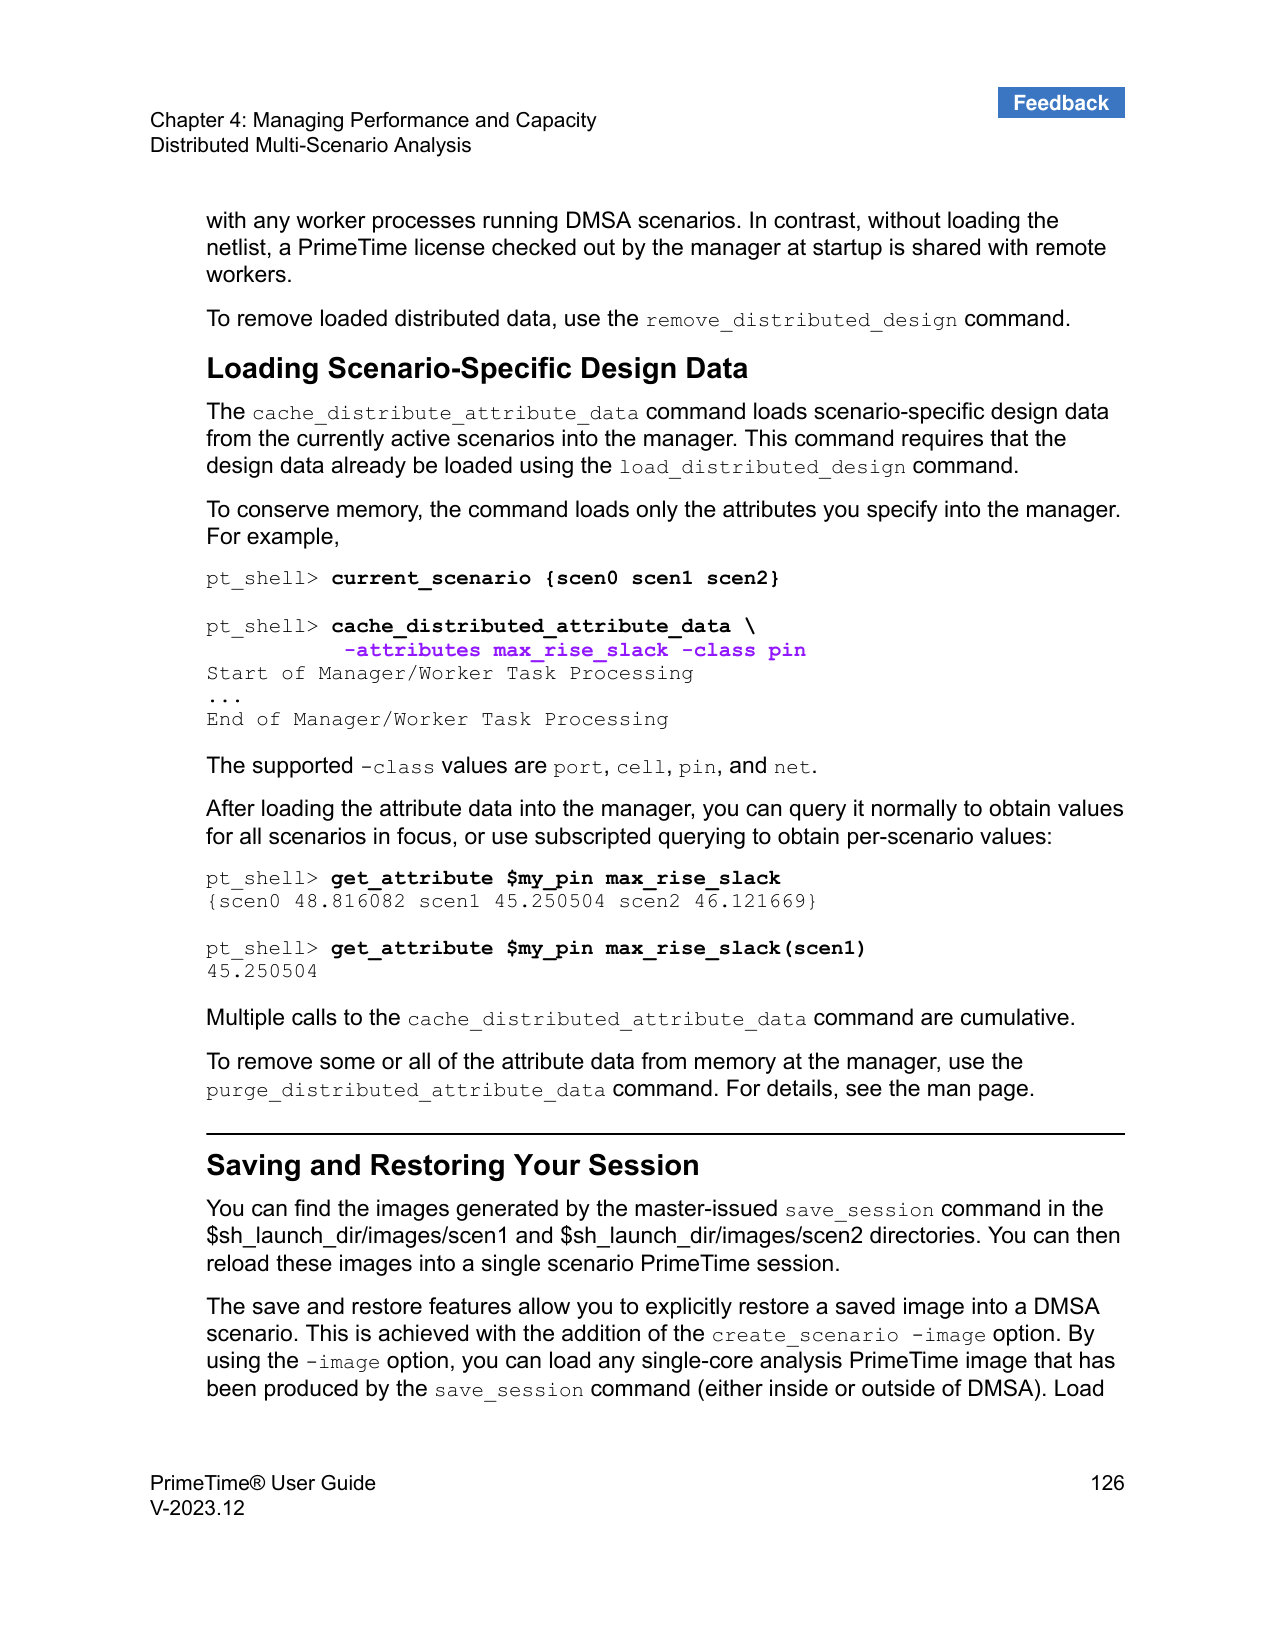 Feedback
Chapter 4: Managing Performance and Capacity
Distributed Multi-Scenario Analysis
with any worker processes running DMSA scenarios. In contrast, without loading the
netlist, a PrimeTime license checked out by the manager at startup is shared with remote
workers.
To remove loaded distributed data, use the remove_distributed_design command.
Loading Scenario-Specific Design Data
The cache_distribute_attribute_data command loads scenario-specific design data
from the currently active scenarios into the manager. This command requires that the
design data already be loaded using the load_distributed_design command.
To conserve memory, the command loads only the attributes you specify into the manager.
For example,
pt_shell> current_scenario {scen0 scen1 scen2}
pt_shell> cache_distributed_attribute_data \
-attributes max_rise_slack -class pin
Start of Manager/Worker Task Processing
...
End of Manager/Worker Task Processing
The supported -class values are port, cell, pin, and net.
After loading the attribute data into the manager, you can query it normally to obtain values
for all scenarios in focus, or use subscripted querying to obtain per-scenario values:
pt_shell> get_attribute $my_pin max_rise_slack
{scen0 48.816082 scen1 45.250504 scen2 46.121669}
pt_shell> get_attribute $my_pin max_rise_slack(scen1)
45.250504
Multiple calls to the cache_distributed_attribute_data command are cumulative.
To remove some or all of the attribute data from memory at the manager, use the
purge_distributed_attribute_data command. For details, see the man page.
Saving and Restoring Your Session
You can find the images generated by the master-issued save_session command in the
$sh_launch_dir/images/scen1 and $sh_launch_dir/images/scen2 directories. You can then
reload these images into a single scenario PrimeTime session.
The save and restore features allow you to explicitly restore a saved image into a DMSA
scenario. This is achieved with the addition of the create_scenario -image option. By
using the -image option, you can load any single-core analysis PrimeTime image that has
been produced by the save_session command (either inside or outside of DMSA). Load
PrimeTime® User Guide
126
V-2023.12